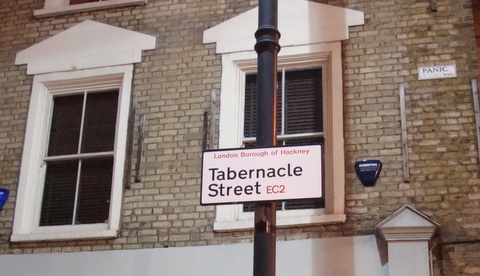 London Borough of Hackney
Tabernacle
Street EC2
PANIC